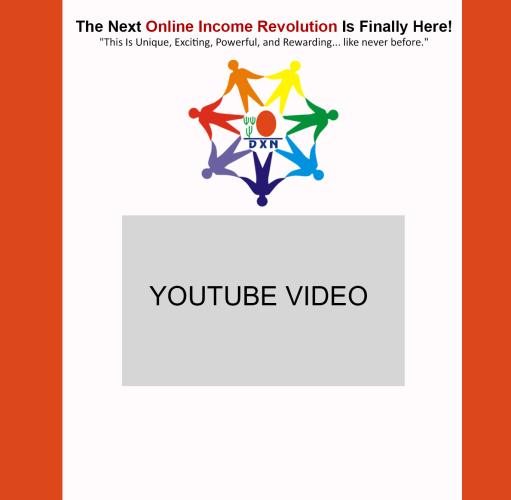 The Next Online Income Revolution Is Finally Here!
"This Is Unique, Exciting, Powerful, and Rewarding... like never before."
DXN
YOUTUBE VIDEO